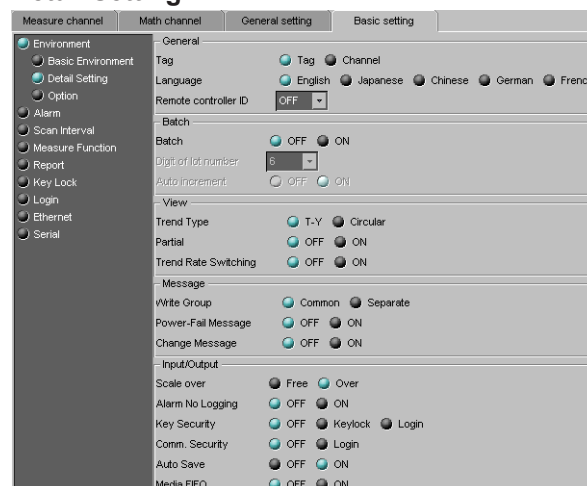 Measure channel Math channel General setting Basic setting
Environment
Basic Environment
Detail Setting
Option
Alarm
Scan Interval
Measure Function
Report
Key Lock
Login
Ethernet
Serial
General
Tag Tag Channel
Language English Japanese Chinese German Frenc
Remote controller ID OFF
Batch
Batch OFF ON
Digit of lot number 6
Auto increment OFF ON
View
Trend Type T-Y Circular
Partial OFF ON
Trend Rate Switching OFF ON
Message
Write Group Common Separate
Power-Fail Message OFF ON
Change Message OFF ON
Input/Output
Scale over Free Over
Alarm No Logging OFF ON
Key Security OFF Keylock Login
Comm. Security OFF Login
Auto Save OFF ON
Media FIFO OFF ON